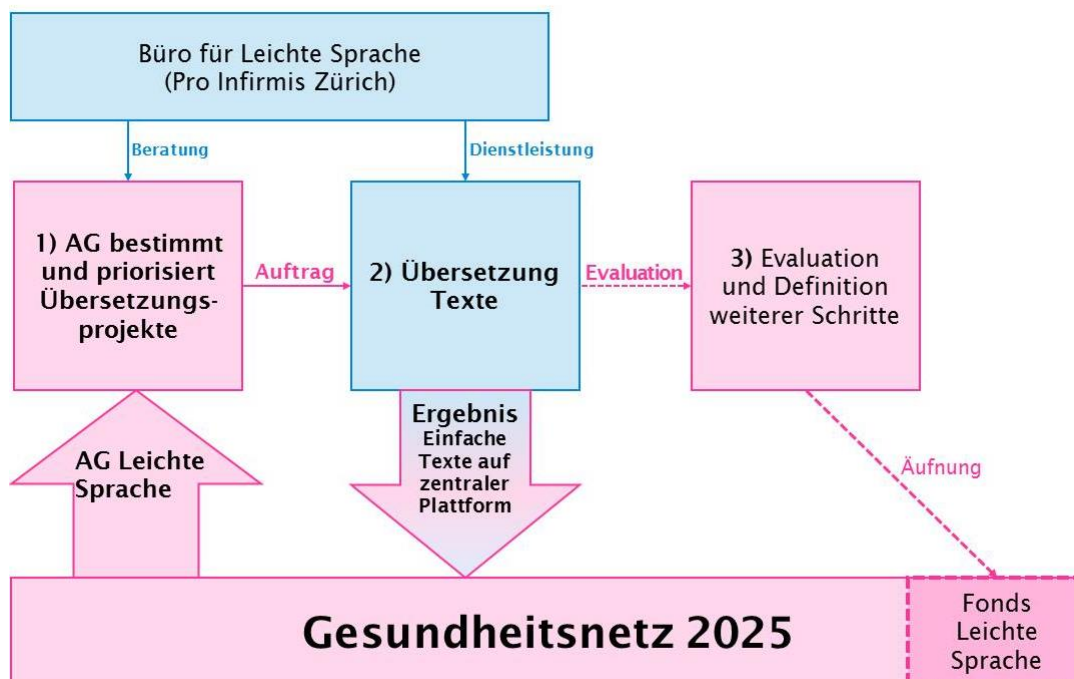 Büro für Leichte Sprache
(Pro Infirmis Zürich)
Beratung
Dienstleistung
1) AG bestimmt
und priorisiert
Übersetzungs-
projekte
Auftrag
2) Übersetzung
Texte
Evaluation
3) Evaluation
und Definition
weiterer Schritte
AG Leichte
Sprache
Ergebnis
Einfache
Texte auf
zentraler
Plattform
Äufnung
Gesundheitsnetz 2025
Fonds
Leichte
Sprache